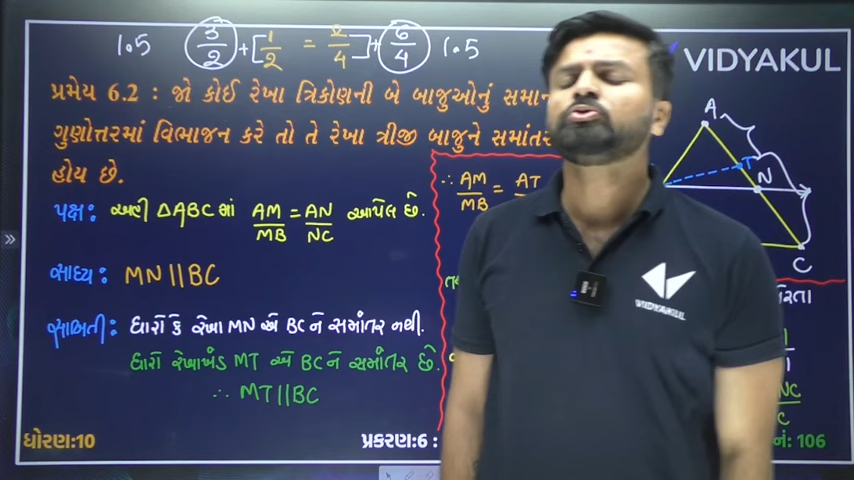 1.5 3/2 + [1/2 = 2/4] + 6/4 1.5
VIDYAKUL
પ્રમેય 6.2 : જો કોઈ રેખા ત્રિકોણની બે બાજુઓનું સમાન
ગુણોત્તરમાં વિભાજન કરે તો તે રેખા ત્રીજી બાજુને સમાંતર
હોય છે.
પક્ષ: અહીં ΔABC માં AM/MB = AN/NC આપેલ છે.
સાધ્ય: MN || BC
સાબિતી: ધારો કે રેખા MN એ BC ને સમાંતર નથી.
ધારો રેખાખંડ MT એ BC ને સમાંતર છે.
∴ MT || BC
∴ AM/MB = AT
A
T
N
C
NC
C
VIDYAKUL
ધોરણ:10
પ્રકરણ:6 :
નં: 106